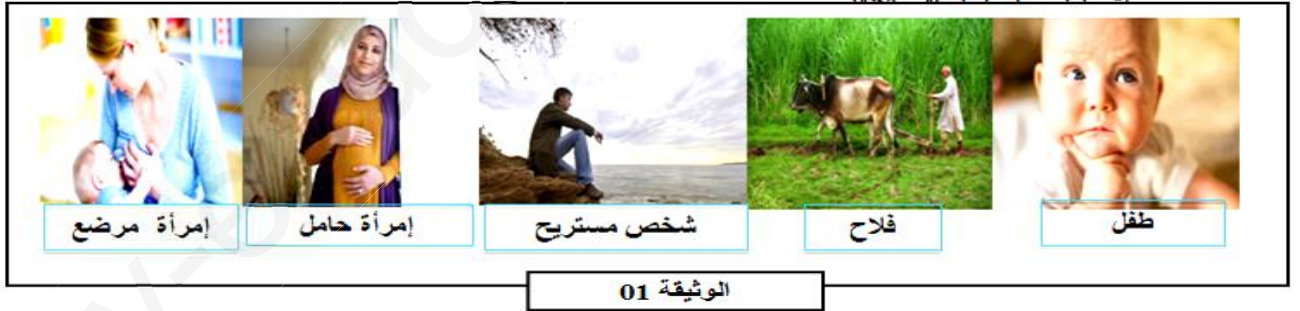 طفل
فلاح
شخص مستريح
إمرأة حامل
إمرأة مرضع
الوثيقة 01